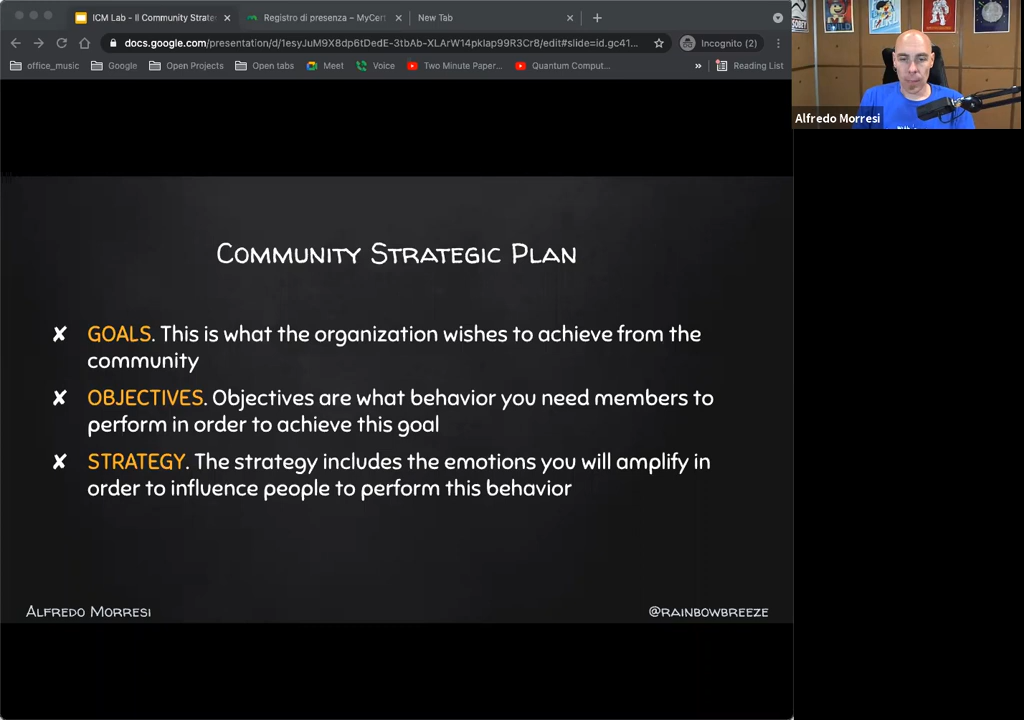 ICM Lab - Il Community Strate
Registro di presenza – MyCert
New Tab
docs.google.com/presentation/d/1esyJuM9X8dp6tDedE-3tbAb-XLArW14pklap99R3Cr8/edit#slide=id.gc41...
Incognito (2)
office_music
Google
Open Projects
Open tabs
Meet
Voice
Two Minute Paper...
Quantum Comput...
»
Reading List
Alfredo Morresi
Community Strategic Plan
✘ GOALS. This is what the organization wishes to achieve from the
community
✘ OBJECTIVES. Objectives are what behavior you need members to
perform in order to achieve this goal
✘ STRATEGY. The strategy includes the emotions you will amplify in
order to influence people to perform this behavior
Alfredo Morresi
@rainbowbreeze